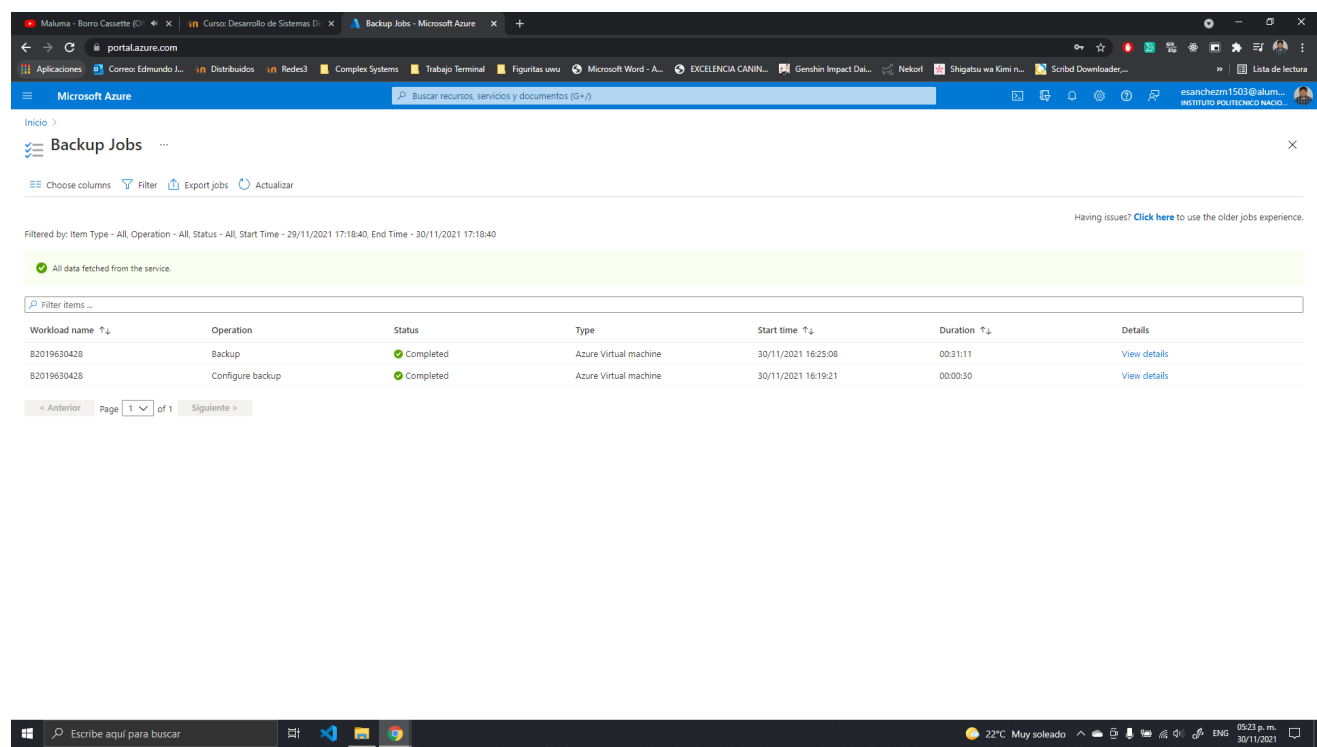 Maluma - Borro Cassette (Of
Curso: Desarrollo de Sistemas Di
Backup Jobs - Microsoft Azure
portal.azure.com
Aplicaciones Correo: Edmundo J... Distribuidos Redes3 Complex Systems Trabajo Terminal Figuritas uwu Microsoft Word - A... EXCELENCIA CANIN... Genshin Impact Dai... Nekorl Shigatsu wa Kimi n... Scribd Downloader,... » Lista de lectura
Microsoft Azure
Buscar recursos, servicios y documentos (G+/)
esanchezm1503@alum...
INSTITUTO POLITECNICO NACIO...
Inicio >
Backup Jobs ...
Choose columns Filter Export jobs Actualizar
Having issues? Click here to use the older jobs experience.
Filtered by: Item Type - All, Operation - All, Status - All, Start Time - 29/11/2021 17:18:40, End Time - 30/11/2021 17:18:40
All data fetched from the service.
Filter items ...
Workload name Operation Status Type Start time Duration Details
B2019630428 Backup Completed Azure Virtual machine 30/11/2021 16:25:08 00:31:11 View details
B2019630428 Configure backup Completed Azure Virtual machine 30/11/2021 16:19:21 00:00:30 View details
< Anterior Page 1 of 1 Siguiente >
Escribe aquí para buscar
22°C Muy soleado
ENG
05:23 p. m.
30/11/2021